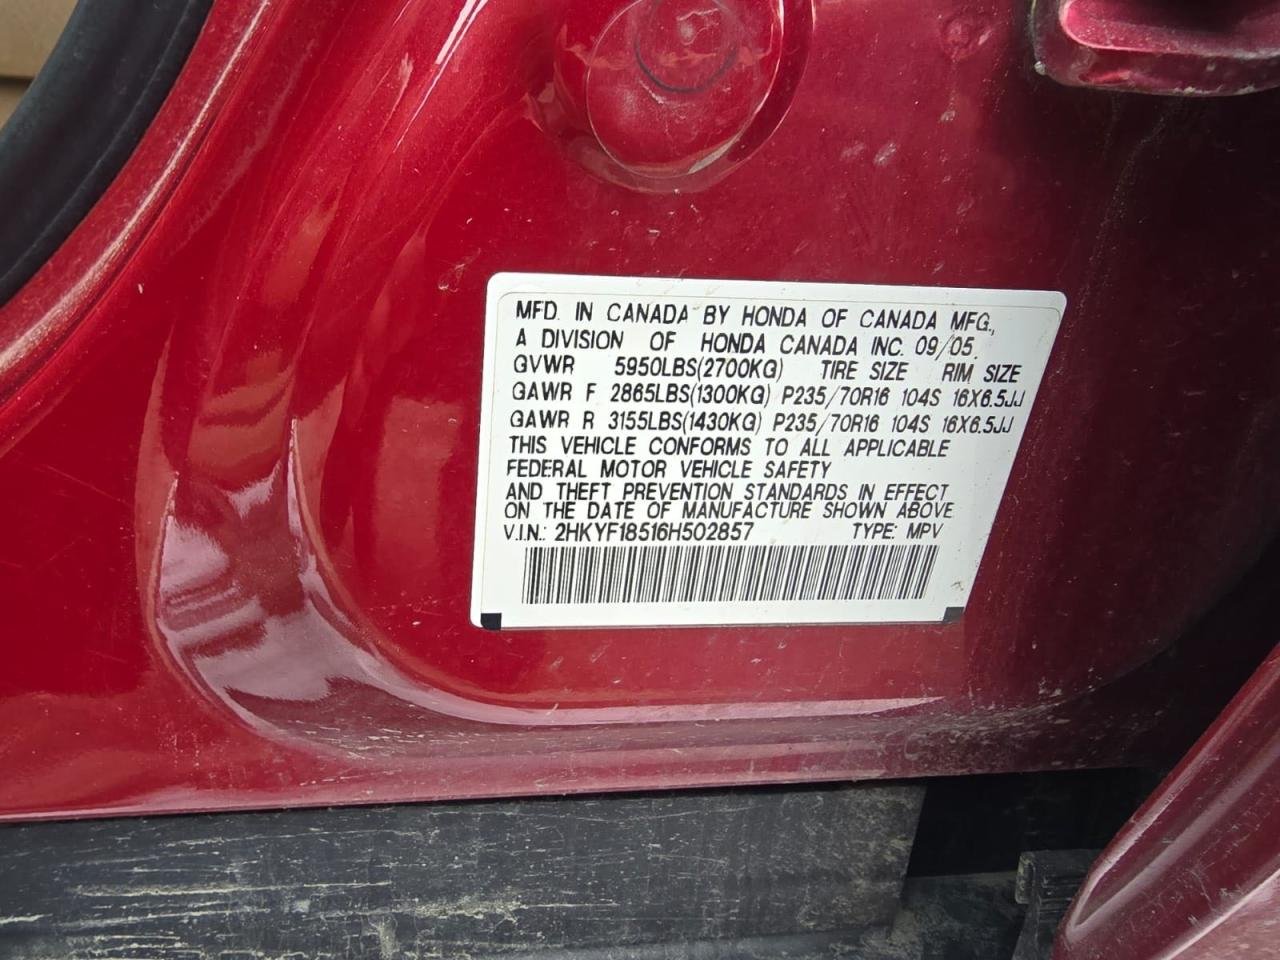 MFD. IN CANADA BY HONDA OF CANADA MFG.,
A DIVISION OF HONDA CANADA INC. 09/05.
GVWR 5950LBS(2700KG) TIRE SIZE RIM SIZE
GAWR F 2865LBS(1300KG) P235/70R16 104S 16X6.5JJ
GAWR R 3155LBS(1430KG) P235/70R16 104S 16X6.5JJ
THIS VEHICLE CONFORMS TO ALL APPLICABLE
FEDERAL MOTOR VEHICLE SAFETY
AND THEFT PREVENTION STANDARDS IN EFFECT
ON THE DATE OF MANUFACTURE SHOWN ABOVE.
V.I.N.: 2HKYF18516H502857 TYPE: MPV